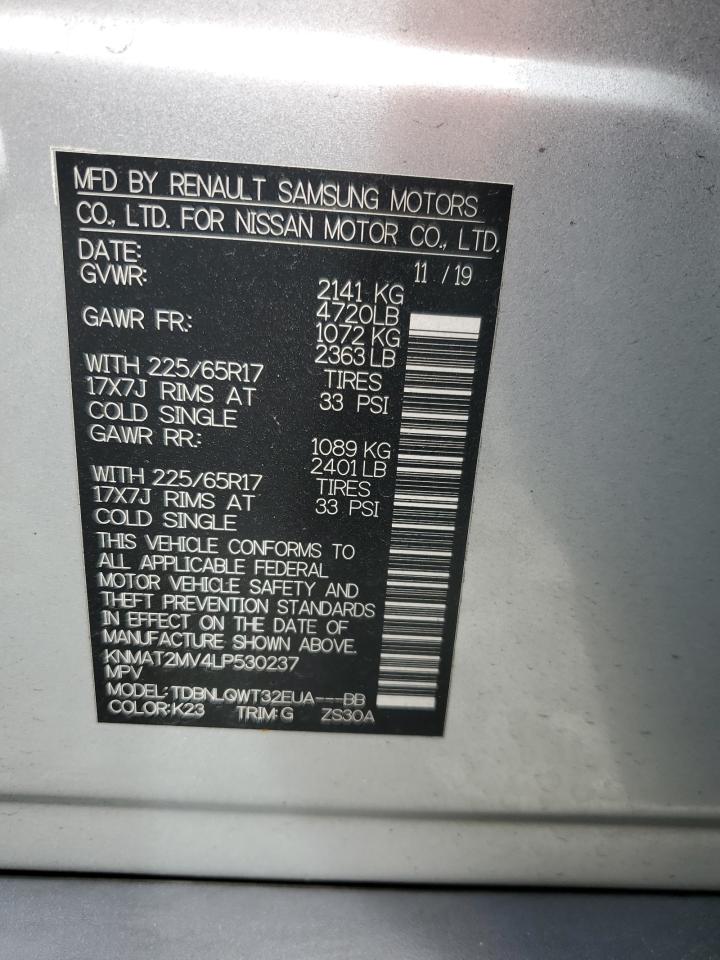 MFD BY RENAULT SAMSUNG MOTORS
CO., LTD. FOR NISSAN MOTOR CO., LTD.
DATE: 11 / 19
GVWR: 2141 KG
4720LB
GAWR FR: 1072 KG
2363 LB
WITH 225/65R17 TIRES
17X7J RIMS AT 33 PSI
COLD SINGLE
GAWR RR: 1089 KG
2401 LB
WITH 225/65R17 TIRES
17X7J RIMS AT 33 PSI
COLD SINGLE
THIS VEHICLE CONFORMS TO
ALL APPLICABLE FEDERAL
MOTOR VEHICLE SAFETY AND
THEFT PREVENTION STANDARDS
IN EFFECT ON THE DATE OF
MANUFACTURE SHOWN ABOVE.
KNMAT2MV4LP530237
MPV
MODEL: TDBNLQWT32EUA---BB
COLOR:K23 TRIM:G ZS30A